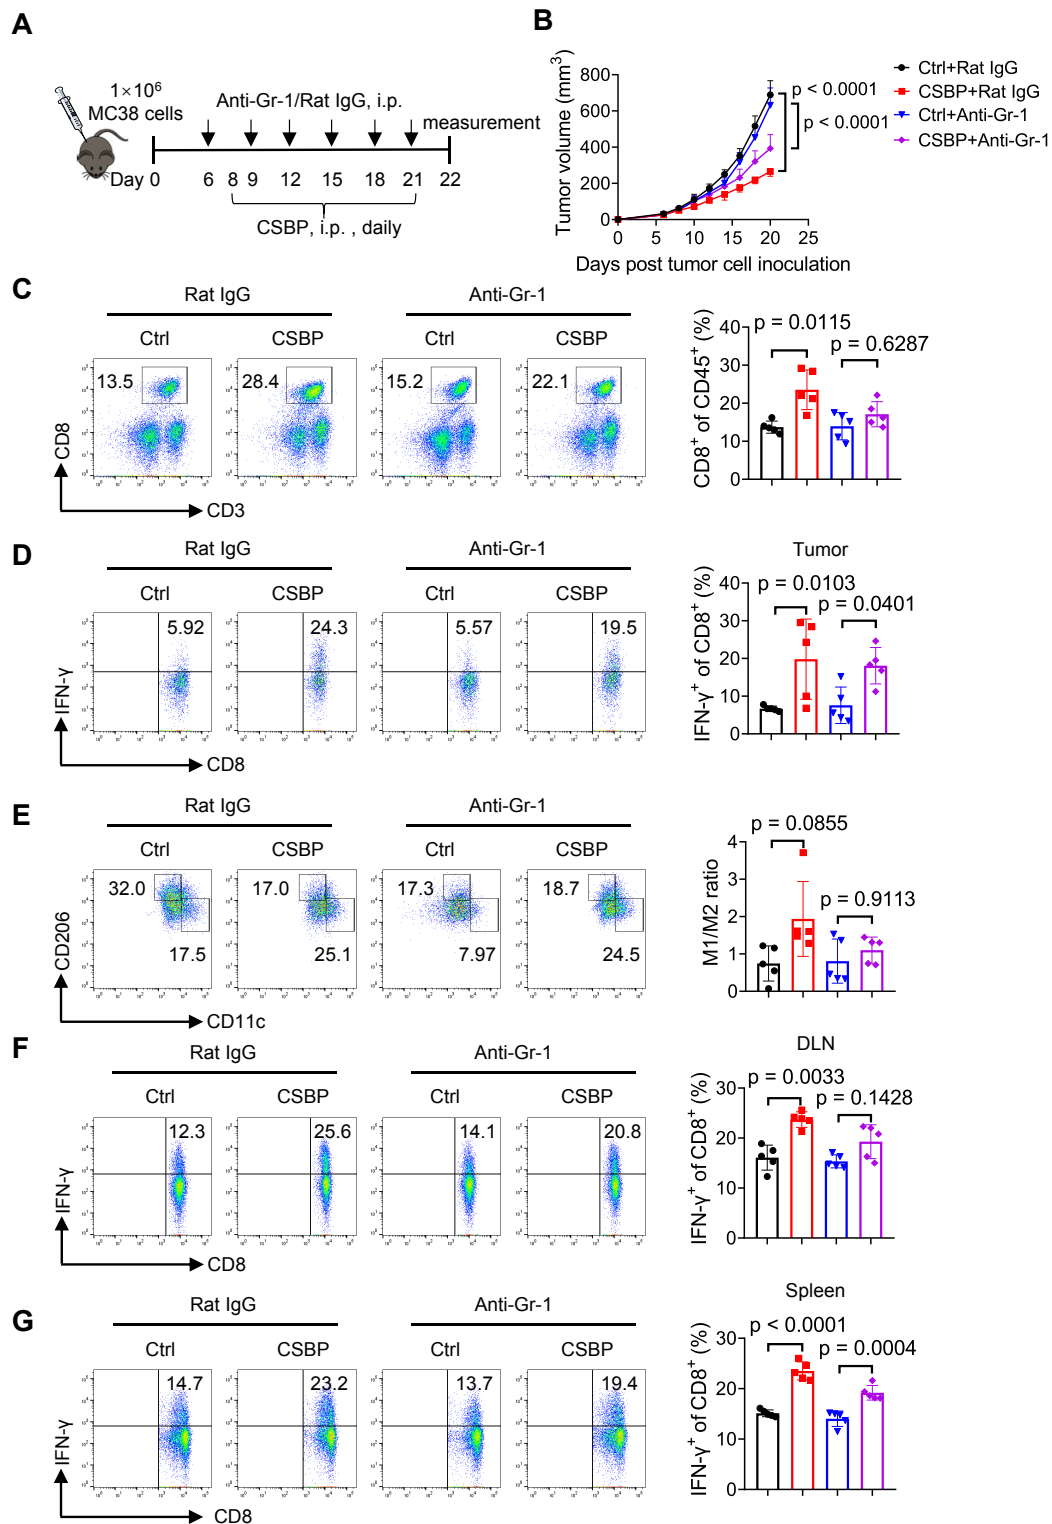 A
1×10⁶
MC38 cells
Anti-Gr-1/Rat IgG, i.p.
measurement
Day 0 6 8 9 12 15 18 21 22
CSBP, i.p. , daily
B
Tumor volume (mm³)
800
600
400
200
0
0 5 10 15 20 25
Days post tumor cell inoculation
p < 0.0001
p < 0.0001
Ctrl+Rat IgG
CSBP+Rat IgG
Ctrl+Anti-Gr-1
CSBP+Anti-Gr-1
C
Rat IgG Anti-Gr-1
Ctrl CSBP Ctrl CSBP
13.5 28.4 15.2 22.1
CD8
CD3
CD8⁺ of CD45⁺ (%)
p = 0.0115
p = 0.6287
40
30
20
10
0
D
Rat IgG Anti-Gr-1
Ctrl CSBP Ctrl CSBP
5.92 24.3 5.57 19.5
IFN-γ
CD8
Tumor
IFN-γ⁺ of CD8⁺ (%)
p = 0.0103
p = 0.0401
40
30
20
10
0
E
Rat IgG Anti-Gr-1
Ctrl CSBP Ctrl CSBP
32.0 17.0 17.3 18.7
17.5 25.1 7.97 24.5
CD206
CD11c
M1/M2 ratio
p = 0.0855
p = 0.9113
4
3
2
1
0
F
Rat IgG Anti-Gr-1
Ctrl CSBP Ctrl CSBP
12.3 25.6 14.1 20.8
IFN-γ
CD8
DLN
IFN-γ⁺ of CD8⁺ (%)
p = 0.0033
p = 0.1428
30
20
10
0
G
Rat IgG Anti-Gr-1
Ctrl CSBP Ctrl CSBP
14.7 23.2 13.7 19.4
IFN-γ
CD8
Spleen
IFN-γ⁺ of CD8⁺ (%)
p < 0.0001
p = 0.0004
30
20
10
0